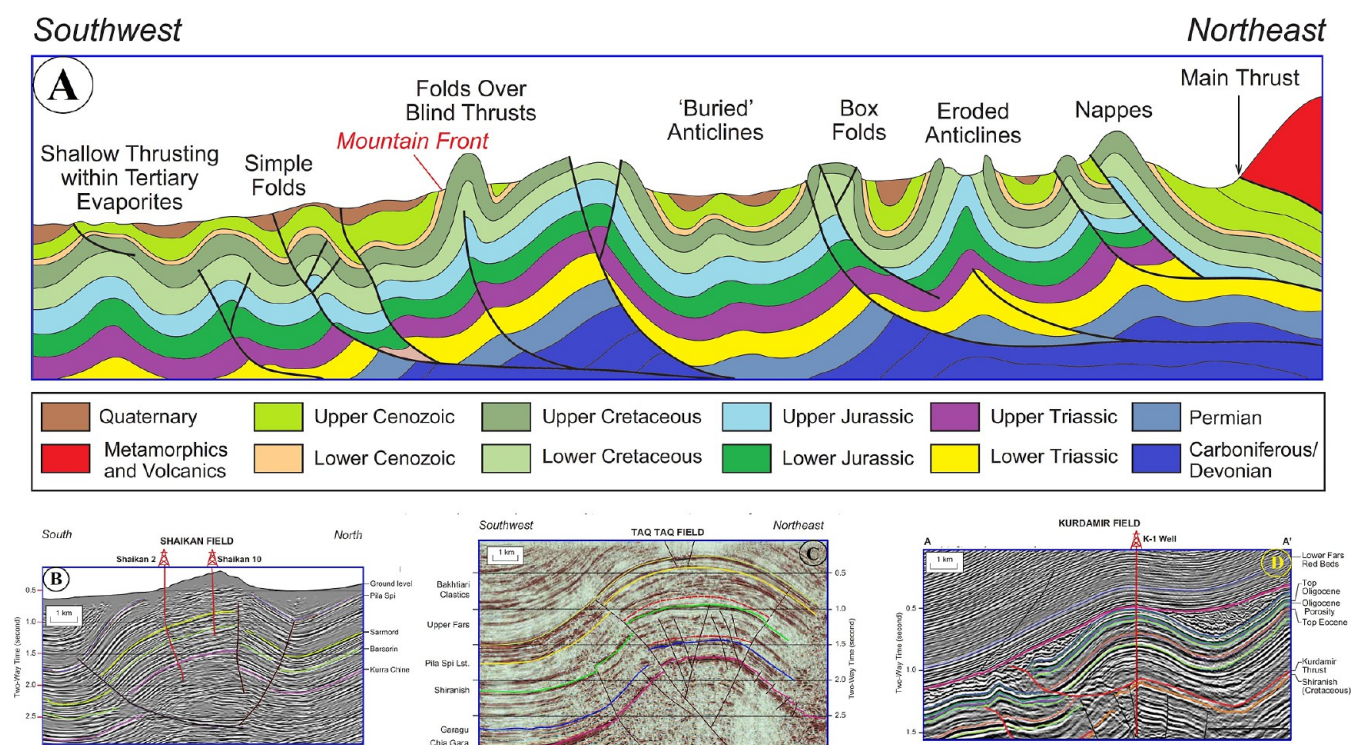 Southwest
Northeast
A
Shallow Thrusting
within Tertiary
Evaporites
Simple
Folds
Mountain Front
Folds Over
Blind Thrusts
'Buried'
Anticlines
Box
Folds
Eroded
Anticlines
Nappes
Main Thrust
Quaternary
Upper Cenozoic
Upper Cretaceous
Upper Jurassic
Upper Triassic
Permian
Metamorphics
and Volcanics
Lower Cenozoic
Lower Cretaceous
Lower Jurassic
Lower Triassic
Carboniferous/
Devonian
South
North
SHAIKAN FIELD
Shaikan 2
Shaikan 10
B
1 km
Ground level
Pila Spi
Sarmord
Barsarin
Kurra Chine
Two-Way Time (second)
0.5
1.0
1.5
2.0
2.5
Southwest
Northeast
TAQ TAQ FIELD
C
1 km
Bakhtiari
Clastics
Upper Fars
Pila Spi Lst.
Shiranish
Garagu
Chia Gara
0.5
1.0
1.5
2.0
2.5
Two-Way Time (second)
KURDAMIR FIELD
A
A'
K-1 Well
D
1 km
Lower Fars
Red Beds
Top
Oligocene
Oligocene
Porosity
Top Eocene
Kurdamir
Thrust
Shiranish
(Cretaceous)
Two-Way Time (second)
0.5
1.0
1.5